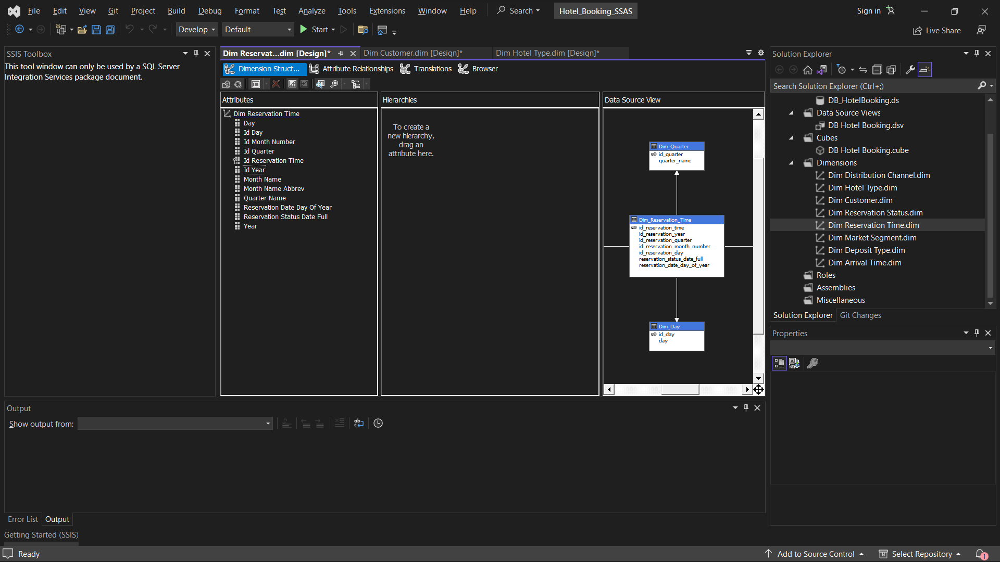 File Edit View Git Project Build Debug Format Test Analyze Tools Extensions Window Help Search Hotel_Booking_SSAS Sign in
Develop Default Start Live Share
SSIS Toolbox
This tool window can only be used by a SQL Server
Integration Services package document.
Dim Reservat...dim [Design]* Dim Customer.dim [Design]* Dim Hotel Type.dim [Design]*
Dimension Struct... Attribute Relationships Translations Browser
Attributes
Dim Reservation Time
Day
Id Day
Id Month Number
Id Quarter
Id Reservation Time
Id Year
Month Name
Month Name Abbrev
Quarter Name
Reservation Date Day Of Year
Reservation Status Date Full
Year
Hierarchies
To create a
new hierarchy,
drag an
attribute here.
Data Source View
Dim_Quarter
id_quarter
quarter_name
Dim_Reservation_Time
id_reservation_time
id_reservation_year
id_reservation_quarter
id_reservation_month_number
id_reservation_day
reservation_status_date_full
reservation_date_day_of_year
Dim_Day
id_day
day
Solution Explorer
Search Solution Explorer (Ctrl+;)
DB_HotelBooking.ds
Data Source Views
DB Hotel Booking.dsv
Cubes
DB Hotel Booking.cube
Dimensions
Dim Distribution Channel.dim
Dim Hotel Type.dim
Dim Customer.dim
Dim Reservation Status.dim
Dim Reservation Time.dim
Dim Market Segment.dim
Dim Deposit Type.dim
Dim Arrival Time.dim
Roles
Assemblies
Miscellaneous
Solution Explorer Git Changes
Properties
Output
Show output from:
Error List Output
Getting Started (SSIS)
Ready Add to Source Control Select Repository 1